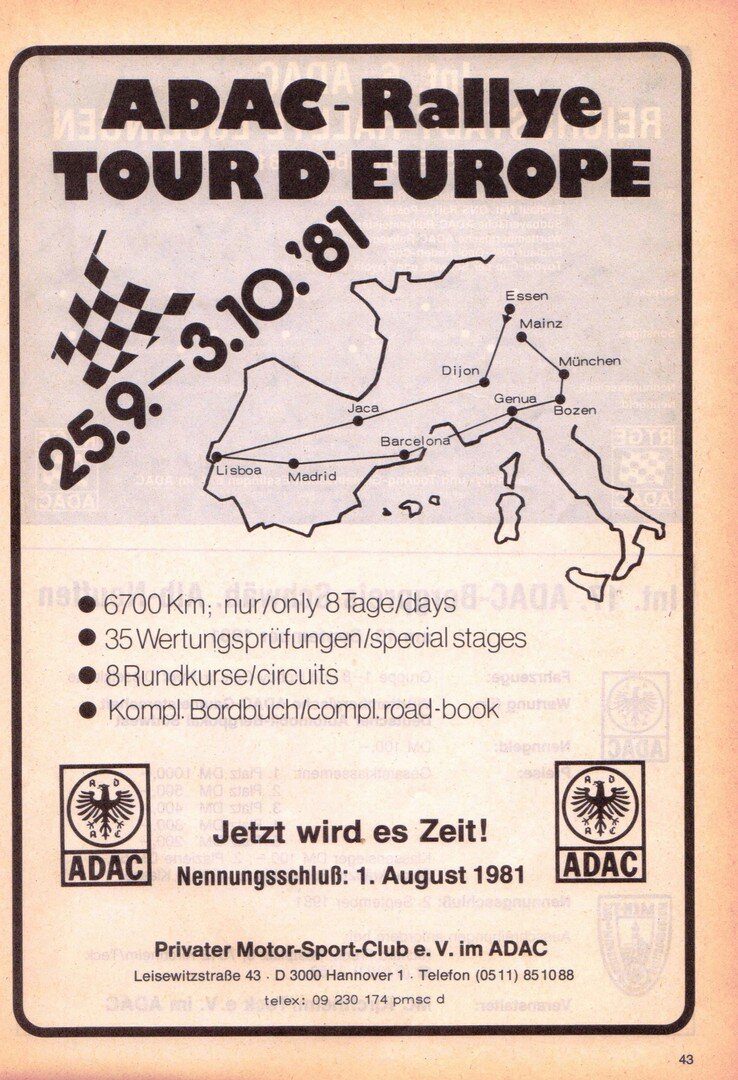 ADAC-Rallye
TOUR D'EUROPE
25.9.–3.10.'81
Essen
Mainz
Dijon
München
Genua
Bozen
Jaca
Barcelona
Lisboa
Madrid
● 6700 Km; nur/only 8 Tage/days
● 35 Wertungsprüfungen/special stages
● 8 Rundkurse/circuits
● Kompl. Bordbuch/compl. road-book
A D A C
ADAC
A D A C
ADAC
Jetzt wird es Zeit!
Nennungsschluß: 1. August 1981
Privater Motor-Sport-Club e. V. im ADAC
Leisewitzstraße 43 · D 3000 Hannover 1 · Telefon (05 11) 85 10 88
telex: 09 230 174 pmsc d
43